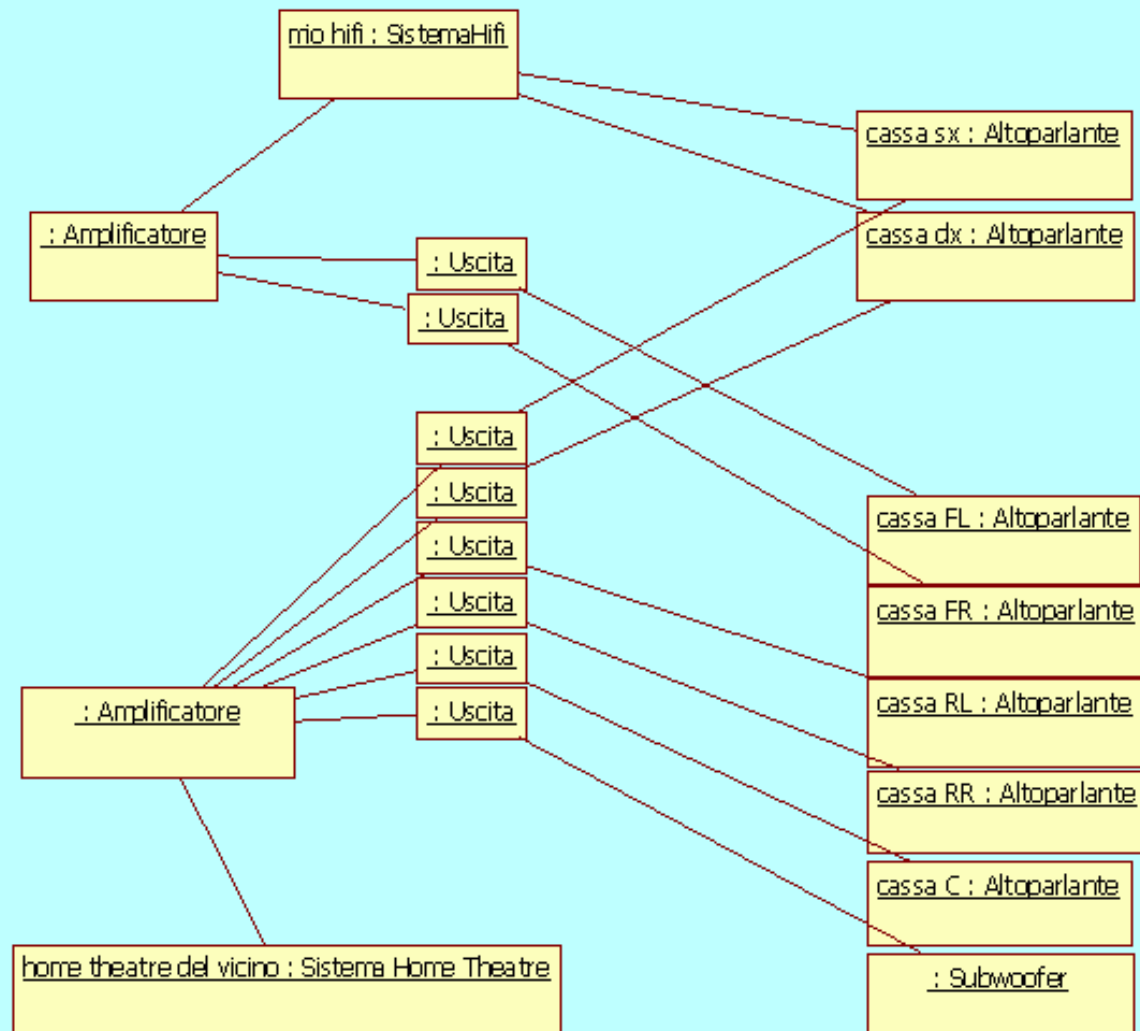 mio hifi : SistemaHifi
cassa sx : Altoparlante
: Amplificatore
cassa dx : Altoparlante
: Uscita
: Uscita
: Uscita
: Uscita
: Uscita
: Uscita
: Uscita
: Uscita
cassa FL : Altoparlante
cassa FR : Altoparlante
cassa RL : Altoparlante
cassa RR : Altoparlante
cassa C : Altoparlante
: Subwoofer
: Amplificatore
home theatre del vicino : Sistema Home Theatre